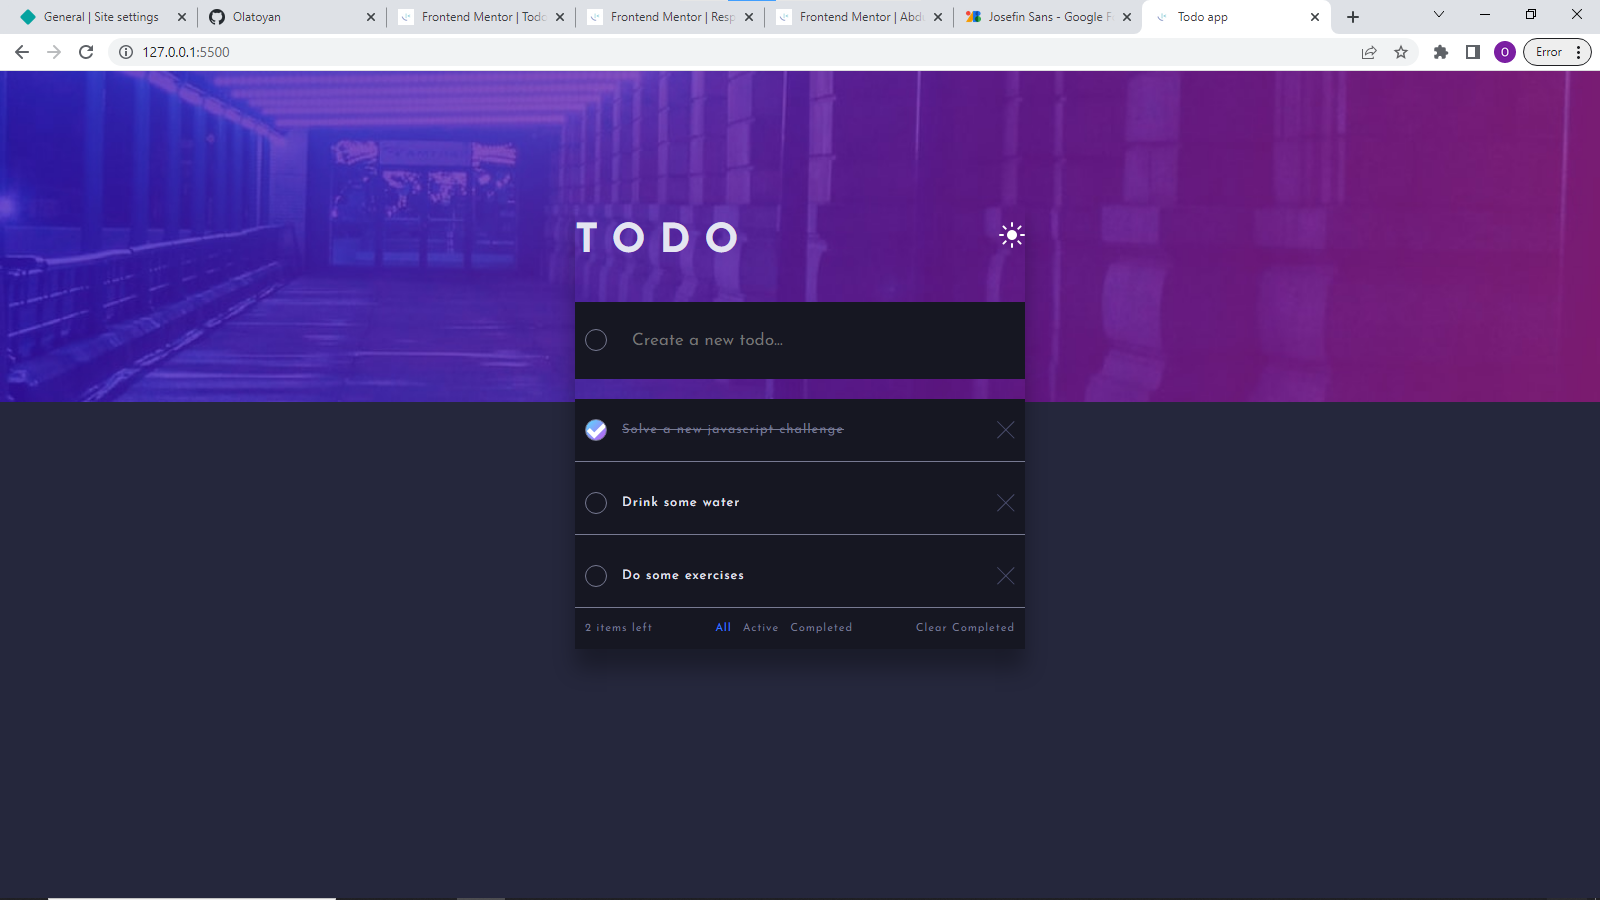 General | Site settings
Olatoyan
Frontend Mentor | Todo
Frontend Mentor | Resp
Frontend Mentor | Abd
Josefin Sans - Google F
Todo app
127.0.0.1:5500
O
Error
TODO
Create a new todo...
Solve a new javascript challenge
Drink some water
Do some exercises
2 items left
All
Active
Completed
Clear Completed